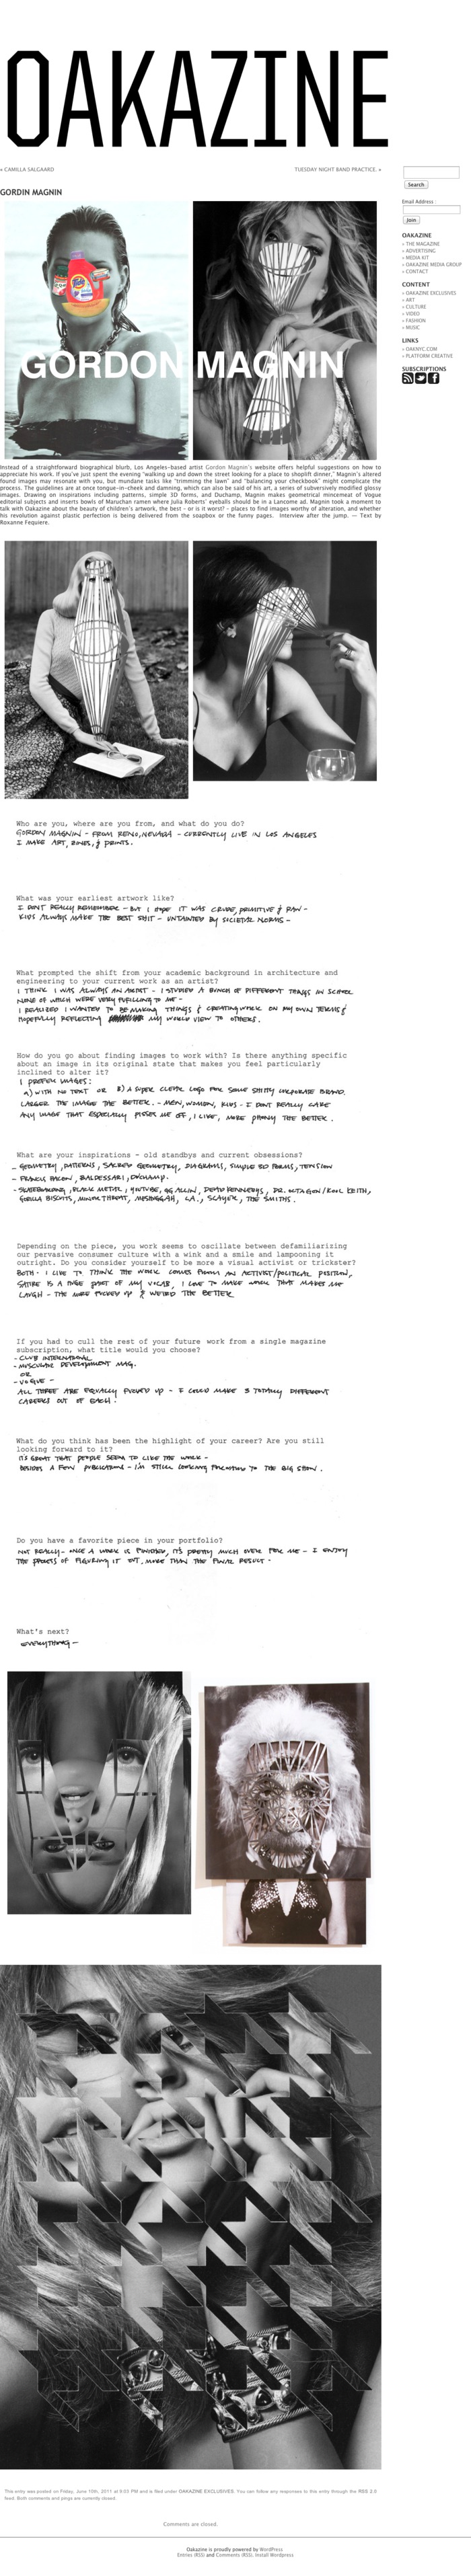 OAKAZINE
« CAMILLA SALGAARD
TUESDAY NIGHT BAND PRACTICE. »
GORDIN MAGNIN
Tide
GORDON MAGNIN
Instead of a straightforward biographical blurb, Los Angeles-based artist Gordon Magnin's website offers helpful suggestions on how to
appreciate his work. If you've just spent the evening "walking up and down the street looking for a place to shoplift dinner," Magnin's altered
found images may resonate with you, but mundane tasks like "trimming the lawn" and "balancing your checkbook" might complicate the
process. The guidelines are at once tongue-in-cheek and damning, which can also be said of his art, a series of subversively modified glossy
images. Drawing on inspirations including patterns, simple 3D forms, and Duchamp, Magnin makes geometrical mincemeat of Vogue
editorial subjects and inserts bowls of Maruchan ramen where Julia Roberts' eyeballs should be in a Lancome ad. Magnin took a moment to
talk with Oakazine about the beauty of children's artwork, the best – or is it worst? – places to find images worthy of alteration, and whether
his revolution against plastic perfection is being delivered from the soapbox or the funny pages.  Interview after the jump. — Text by
Roxanne Fequiere.
Who are you, where are you from, and what do you do?
GORDON MAGNIN - FROM RENO, NEVADA - CURRENTLY LIVE IN LOS ANGELES
I MAKE ART, ZINES, & PRINTS.
What was your earliest artwork like?
I DON'T REALLY REMEMBER - BUT I HOPE IT WAS CRUDE, PRIMITIVE & RAW -
KIDS ALWAYS MAKE THE BEST SHIT - UNTAINTED BY SOCIETAL NORMS -
What prompted the shift from your academic background in architecture and
engineering to your current work as an artist?
I THINK I WAS ALWAYS AN ARTIST - I STUDIED A BUNCH OF DIFFERENT THINGS IN SCHOOL
NONE OF WHICH WERE VERY FULFILLING TO ME -
I REALIZED I WANTED TO BE MAKING THINGS & CREATING WORK ON MY OWN TERMS &
HOPEFULLY REFLECTING MY WORLD VIEW TO OTHERS.
How do you go about finding images to work with? Is there anything specific
about an image in its original state that makes you feel particularly
inclined to alter it?
I PREFER IMAGES:
A) WITH NO TEXT OR B) A SUPER CLEAR LOGO FOR SOME SHITTY CORPORATE BRAND.
LARGER THE IMAGE THE BETTER. - MEN, WOMEN, KIDS - I DON'T REALLY CARE
ANY IMAGE THAT ESPECIALLY PISSES ME OFF, I LIKE, MORE PHONY THE BETTER.
What are your inspirations - old standbys and current obsessions?
- GEOMETRY, PATTERNS, SACRED GEOMETRY, DIAGRAMS, SIMPLE 3D FORMS, TENSION
- FRANCIS BACON, BALDESSARI, DUCHAMP.
- SKATEBOARDING, BLACK METAL, YOUTUBE, GG ALLIN, DEAD KENNEDYS, DR. OCTAGON / KOOL KEITH,
GORILLA BISCUITS, MINOR THREAT, MESHUGGAH, L.A., SLAYER, THE SMITHS.
Depending on the piece, you work seems to oscillate between defamiliarizing
our pervasive consumer culture with a wink and a smile and lampooning it
outright. Do you consider yourself to be more a visual activist or trickster?
BOTH - I LIKE TO THINK THE WORK COMES FROM AN ACTIVIST/POLITICAL POSITION,
SATIRE IS A HUGE PART OF MY VOCAB, I LOVE TO MAKE WORK THAT MAKES ME
LAUGH - THE MORE FUCKED UP & WEIRD THE BETTER
If you had to cull the rest of your future work from a single magazine
subscription, what title would you choose?
- CLUB INTERNATIONAL
- MUSCULAR DEVELOPMENT MAG.
OR
- VOGUE -
ALL THREE ARE EQUALLY FUCKED UP - I COULD MAKE 3 TOTALLY DIFFERENT
CAREERS OUT OF EACH.
What do you think has been the highlight of your career? Are you still
looking forward to it?
IT'S GREAT THAT PEOPLE SEEM TO LIKE THE WORK -
BESIDES A FEW PUBLICATIONS - I'M STILL LOOKING FORWARD TO THE BIG SHOW.
Do you have a favorite piece in your portfolio?
NOT REALLY - ONCE A WORK IS FINISHED, IT'S PRETTY MUCH OVER FOR ME - I ENJOY
THE PROCESS OF FIGURING IT OUT, MORE THAN THE FINAL RESULT -
What's next?
EVERYTHING -
This entry was posted on Friday, June 10th, 2011 at 9:03 PM and is filed under OAKAZINE EXCLUSIVES. You can follow any responses to this entry through the RSS 2.0
feed. Both comments and pings are currently closed.
Comments are closed.
Search
Email Address :
Join
OAKAZINE
» THE MAGAZINE
» ADVERTISING
» MEDIA KIT
» OAKAZINE MEDIA GROUP
» CONTACT
CONTENT
» OAKAZINE EXCLUSIVES
» ART
» CULTURE
» VIDEO
» FASHION
» MUSIC
LINKS
» OAKNYC.COM
» PLATFORM CREATIVE
SUBSCRIPTIONS
Oakazine is proudly powered by WordPress
Entries (RSS) and Comments (RSS). Install Wordpress